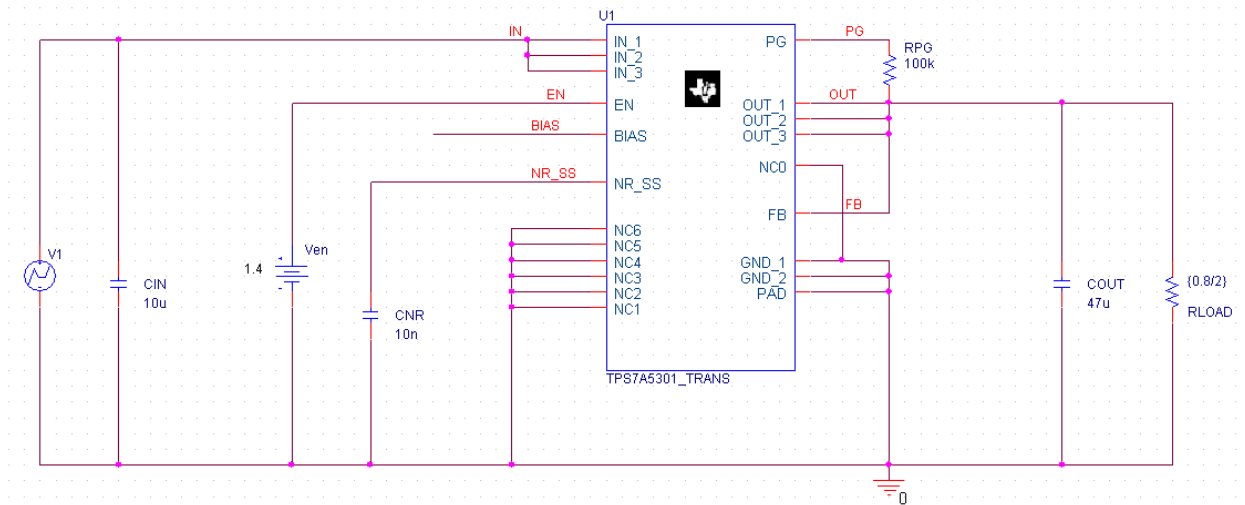 U1
IN
IN_1
IN_2
IN_3
EN
EN
BIAS
BIAS
NR_SS
NR_SS
NC6
NC5
NC4
NC3
NC2
NC1
PG
PG
RPG
100k
OUT_1
OUT
OUT_2
OUT_3
NC0
FB
FB
GND_1
GND_2
PAD
TPS7A5301_TRANS
V1
CIN
10u
Ven
1.4
CNR
10n
COUT
47u
{0.8/2}
RLOAD
0